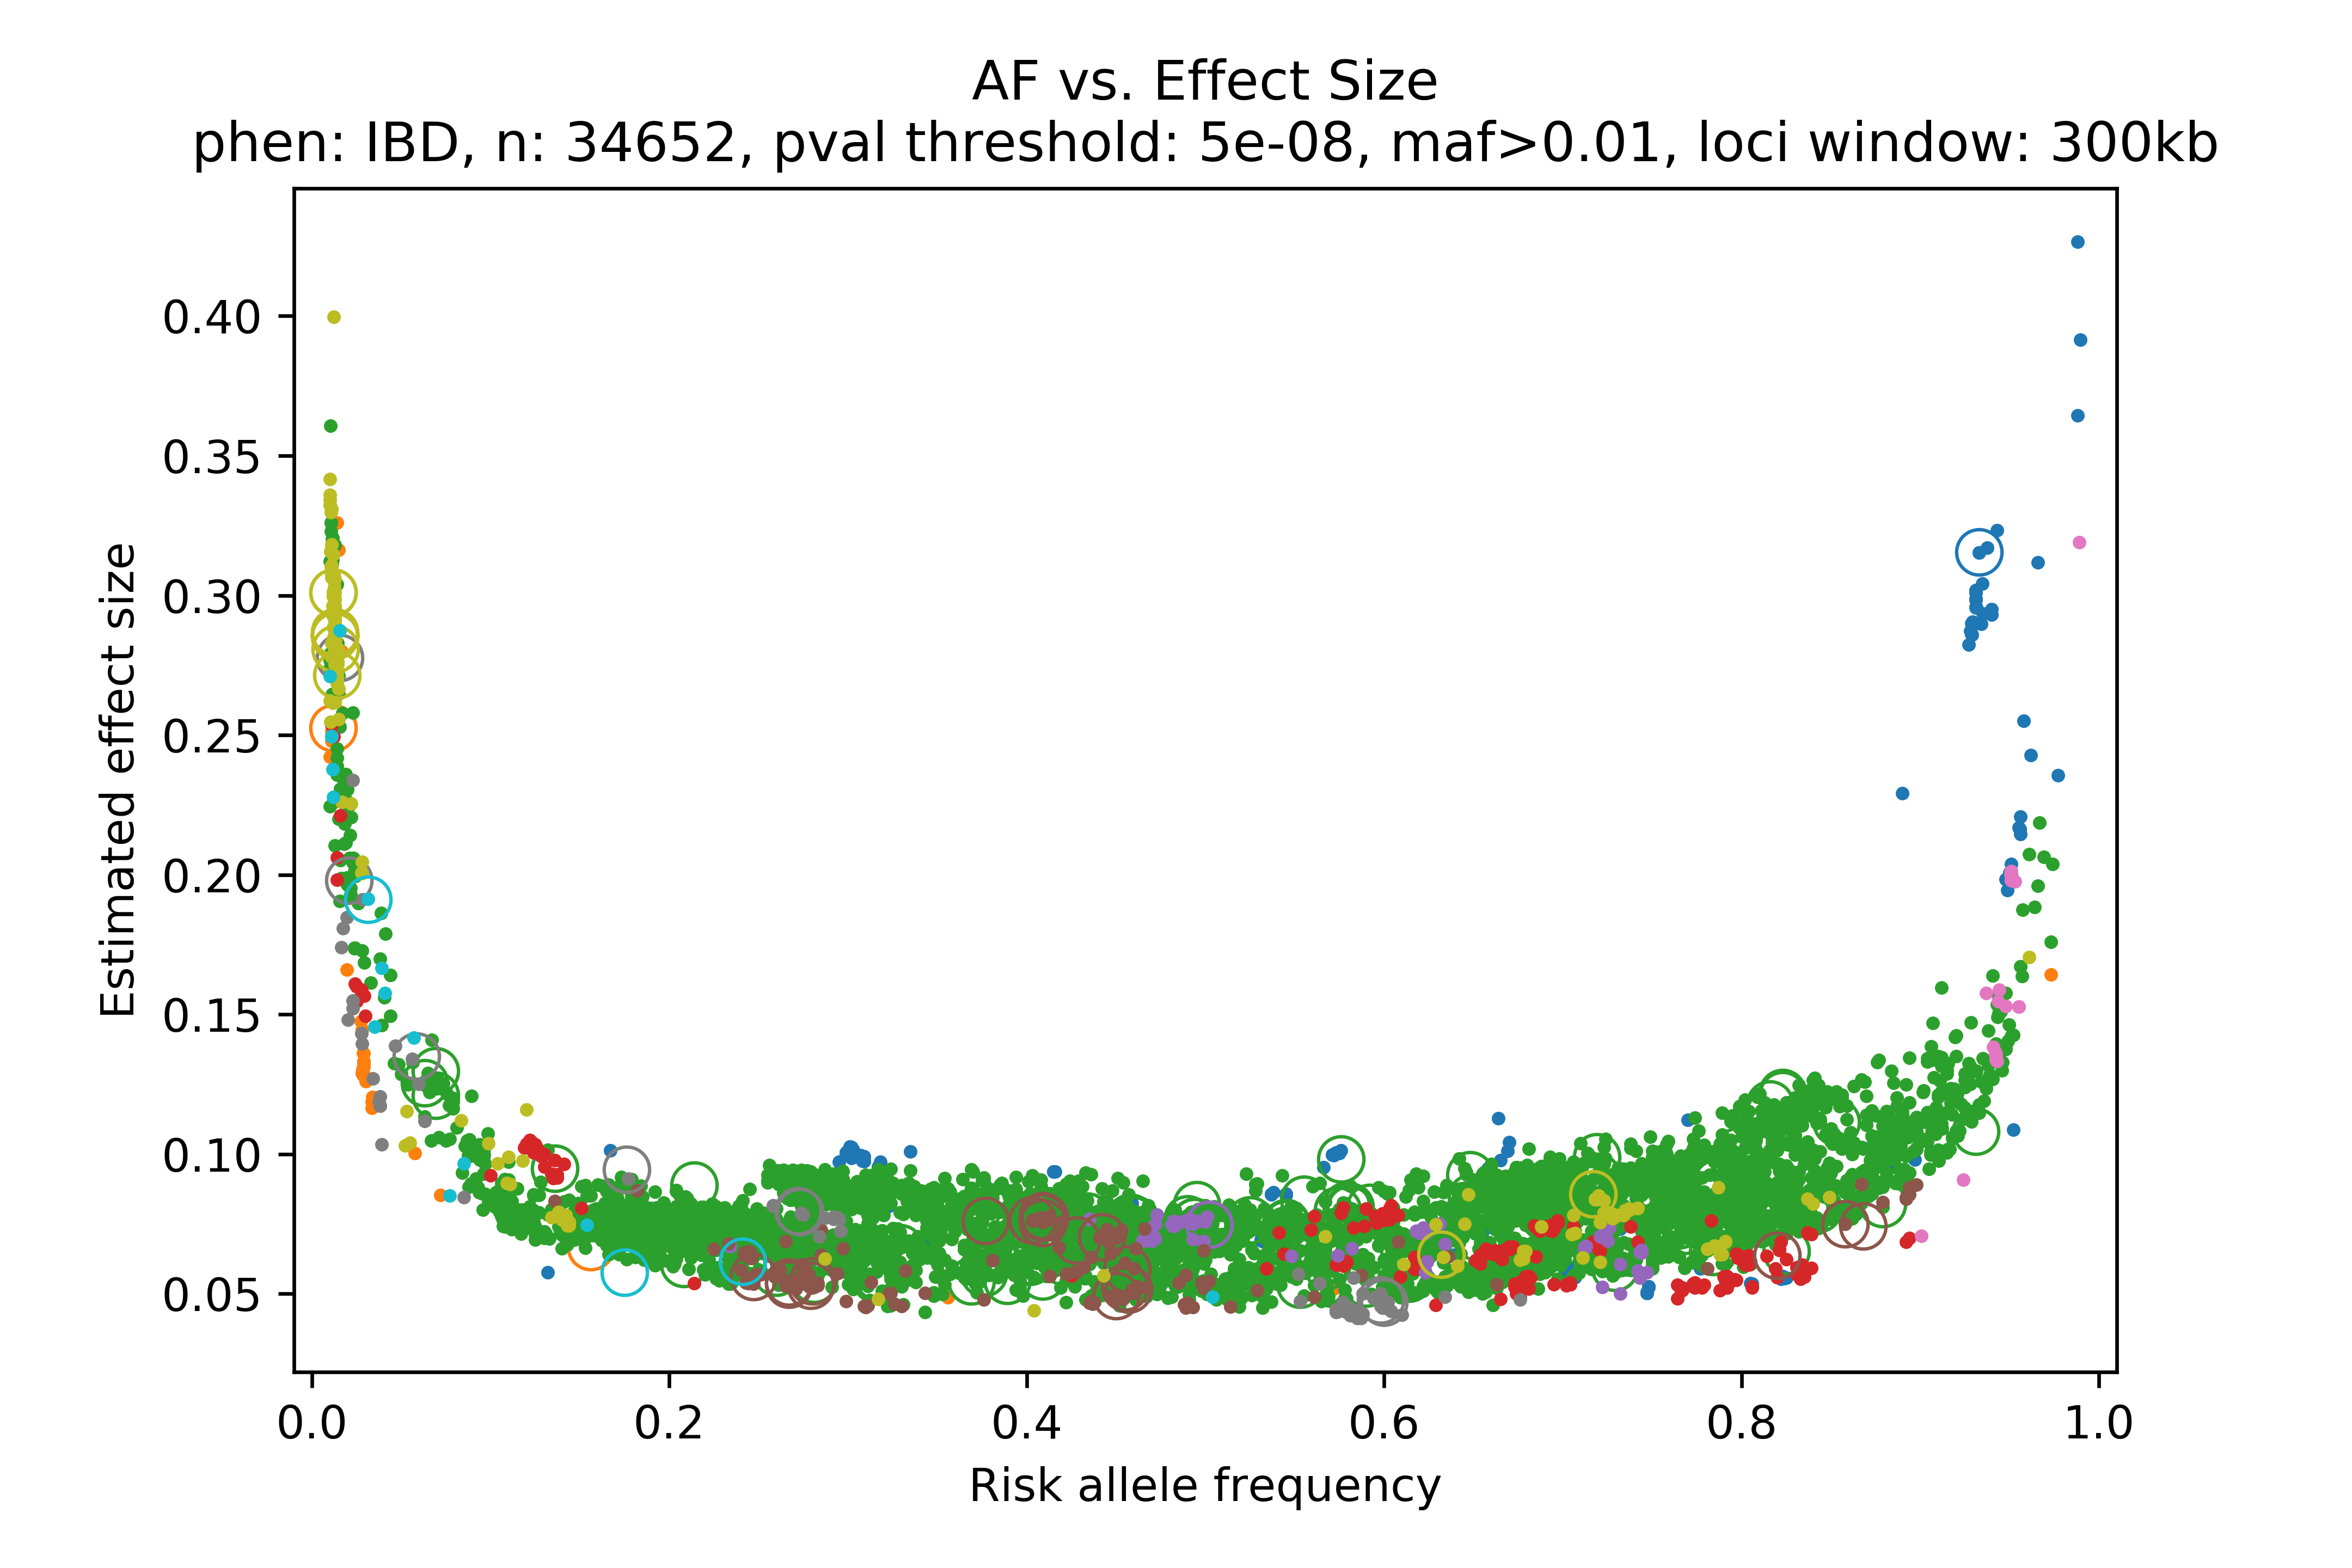 AF vs. Effect Size
phen: IBD, n: 34652, pval threshold: 5e-08, maf>0.01, loci window: 300kb
Estimated effect size
0.40
0.35
0.30
0.25
0.20
0.15
0.10
0.05
0.0 0.2 0.4 0.6 0.8 1.0
Risk allele frequency